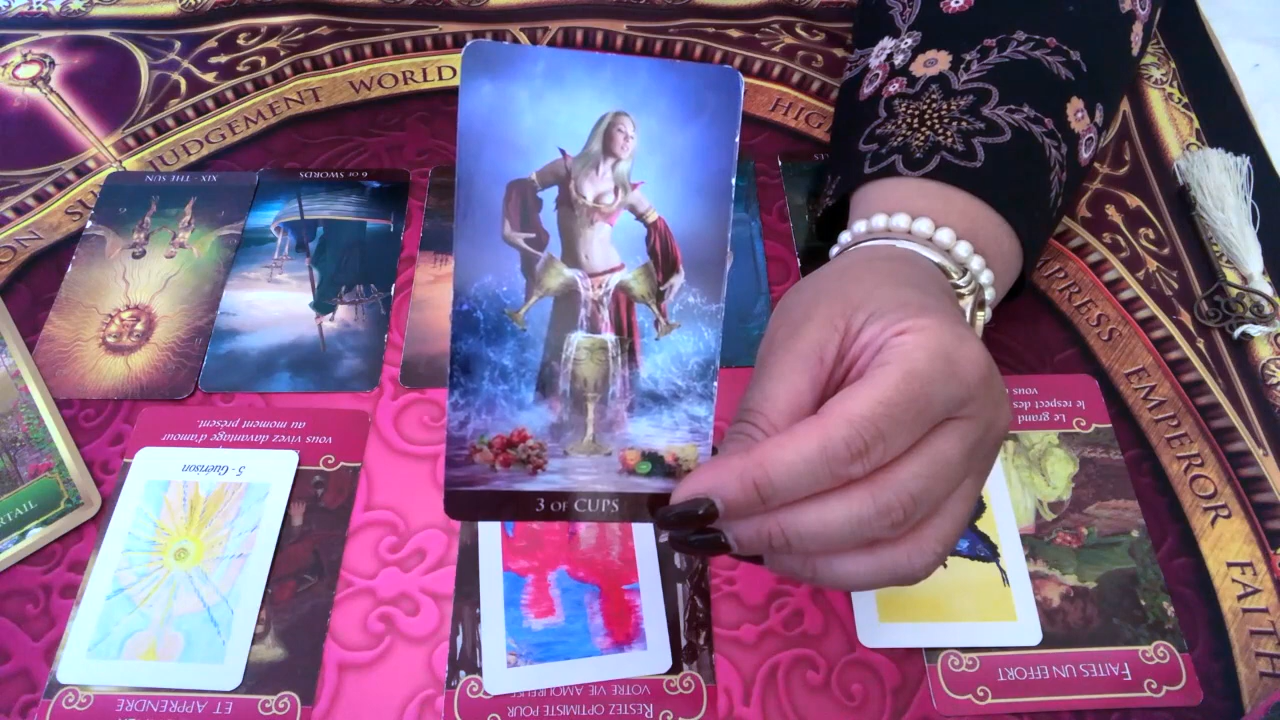 JUDGEMENT WORLD
HIG
EMPRESS
EMPEROR
FAITH
XIX - THE SUN
6 OF SWORDS
3 OF CUPS
vous vivez davantage d'amour
au moment présent.
5 - Guérison
ET APPRENDRE
RESTEZ OPTIMISTE POUR
VOTRE VIE AMOUREUSE
Le grand
le respect des
vous
FAITES UN EFFORT